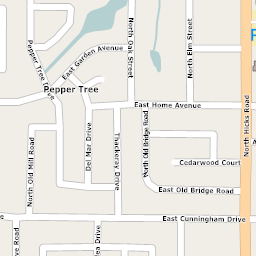 Pepper Tree Drive
East Garden Avenue
North Oak Street
North Elm Street
Pepper Tree
East Home Avenue
North Hicks Road
North Old Mill Road
Del Mar Drive
Thackeray Drive
North Old Bridge Road
Cedarwood Court
East Old Bridge Road
East Cunningham Drive